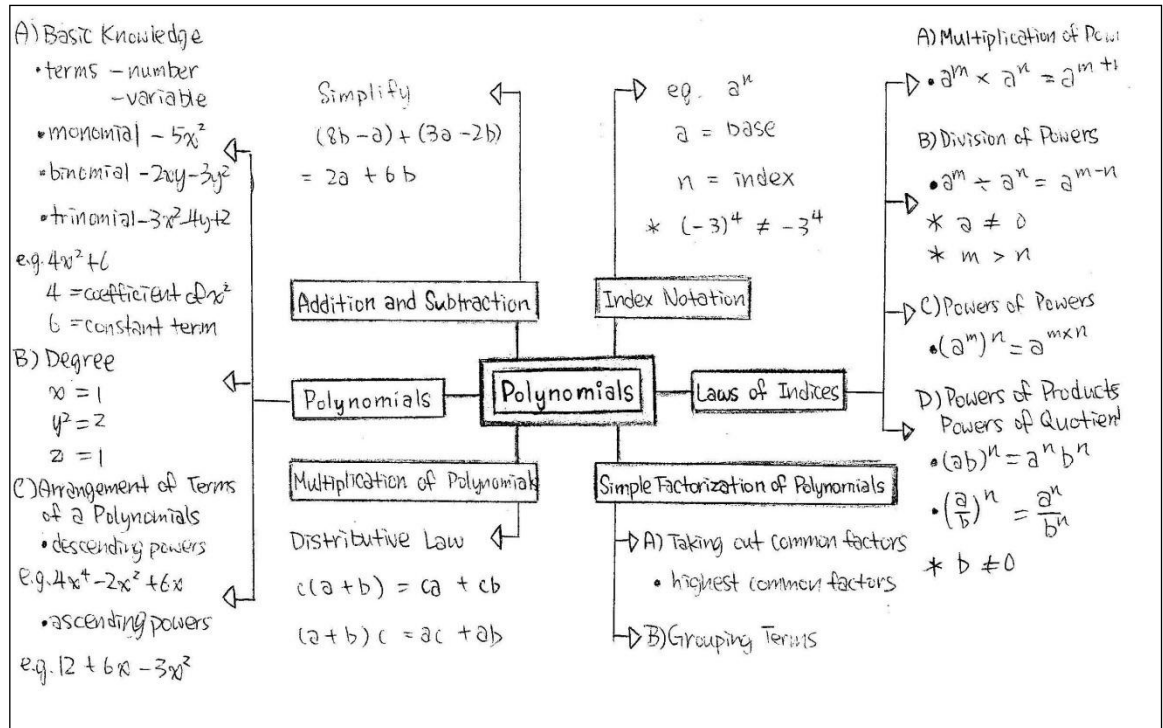 A) Basic Knowledge
• terms – number
– variable
• monomial – 5x²
• binomial – 2xy – 3y²
• trinomial – 3x² – 4y + 2
e.g. 4x² + 6
4 = coefficient of x²
6 = constant term
B) Degree
x = 1
y² = 2
z = 1
C) Arrangement of Terms
of a Polynomials
• descending powers
e.g. 4x⁴ – 2x² + 6x
• ascending powers
e.g. 12 + 6x – 3x²
Simplify
(8b – a) + (3a – 2b)
= 2a + 6b
Addition and Subtraction
Polynomials
Multiplication of Polynomials
Distributive Law
c(a + b) = ca + cb
(a + b) c = ac + ab
Polynomials
eg. aⁿ
a = base
n = index
* (–3)⁴ ≠ –3⁴
Index Notation
Laws of Indices
Simple Factorization of Polynomials
A) Taking out common factors
• highest common factors
B) Grouping Terms
A) Multiplication of
• aᵐ × aⁿ =
B) Division of Powers
• aᵐ ÷ aⁿ = aᵐ⁻ⁿ
* a ≠ 0
* m > n
C) Powers of Powers
• (aᵐ)ⁿ = aᵐˣⁿ
D) Powers of Products
Powers of Quotient
• (ab)ⁿ = aⁿbⁿ
• (a/b)ⁿ = aⁿ/bⁿ
* b ≠ 0